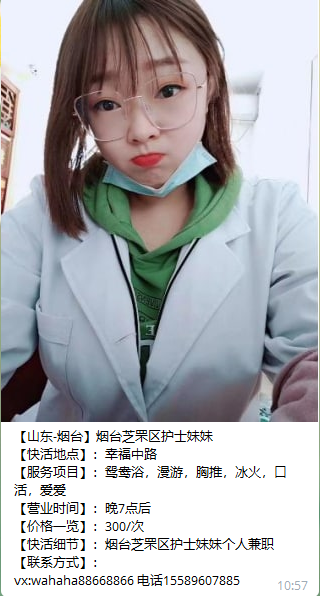 【山东-烟台】烟台芝罘区护士妹妹
【快活地点】：幸福中路
【服务项目】：鸳鸯浴，漫游，胸推，冰火，口
活，爱爱
【营业时间】：晚7点后
【价格一览】：300/次
【快活细节】：烟台芝罘区护士妹妹个人兼职
【联系方式】：
vx:wahaha88668866 电话15589607885
10:57